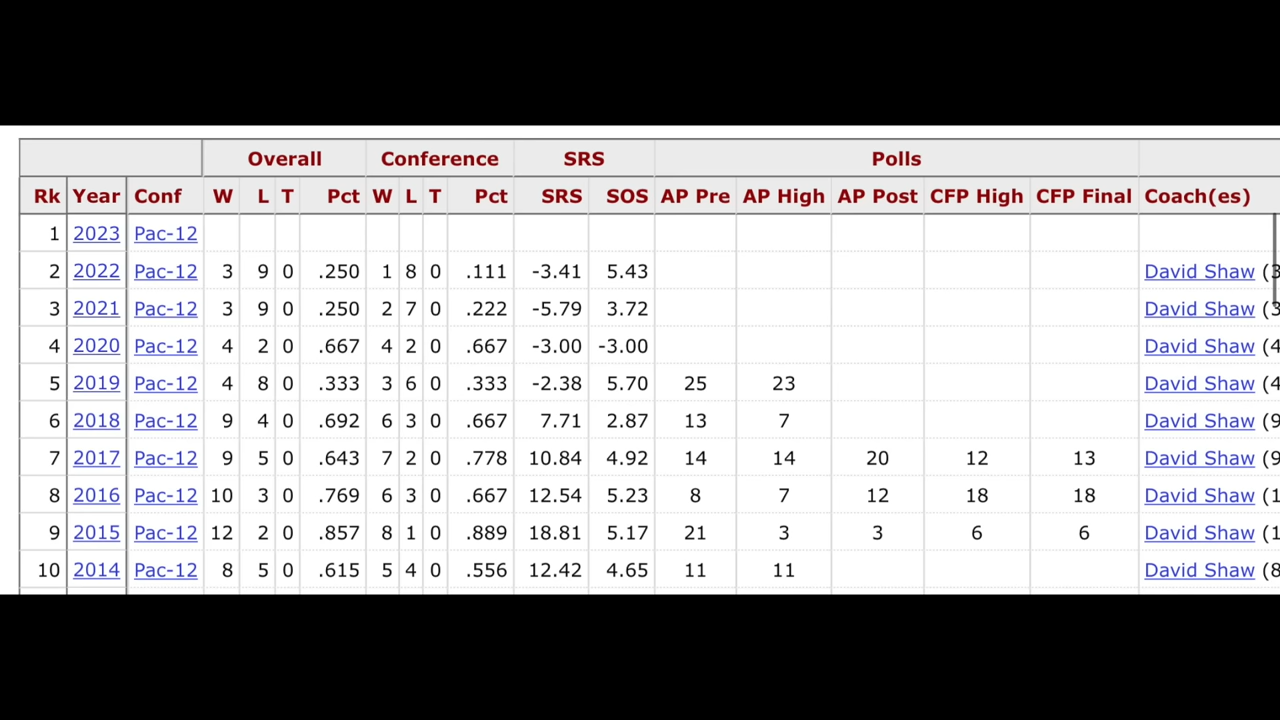 Overall Conference SRS Polls
Rk Year Conf W L T Pct W L T Pct SRS SOS AP Pre AP High AP Post CFP High CFP Final Coach(es)
1 2023 Pac-12
2 2022 Pac-12 3 9 0 .250 1 8 0 .111 -3.41 5.43 David Shaw (3
3 2021 Pac-12 3 9 0 .250 2 7 0 .222 -5.79 3.72 David Shaw (3
4 2020 Pac-12 4 2 0 .667 4 2 0 .667 -3.00 -3.00 David Shaw (4
5 2019 Pac-12 4 8 0 .333 3 6 0 .333 -2.38 5.70 25 23 David Shaw (4
6 2018 Pac-12 9 4 0 .692 6 3 0 .667 7.71 2.87 13 7 David Shaw (9
7 2017 Pac-12 9 5 0 .643 7 2 0 .778 10.84 4.92 14 14 20 12 13 David Shaw (9
8 2016 Pac-12 10 3 0 .769 6 3 0 .667 12.54 5.23 8 7 12 18 18 David Shaw (1
9 2015 Pac-12 12 2 0 .857 8 1 0 .889 18.81 5.17 21 3 3 6 6 David Shaw (1
10 2014 Pac-12 8 5 0 .615 5 4 0 .556 12.42 4.65 11 11 David Shaw (8